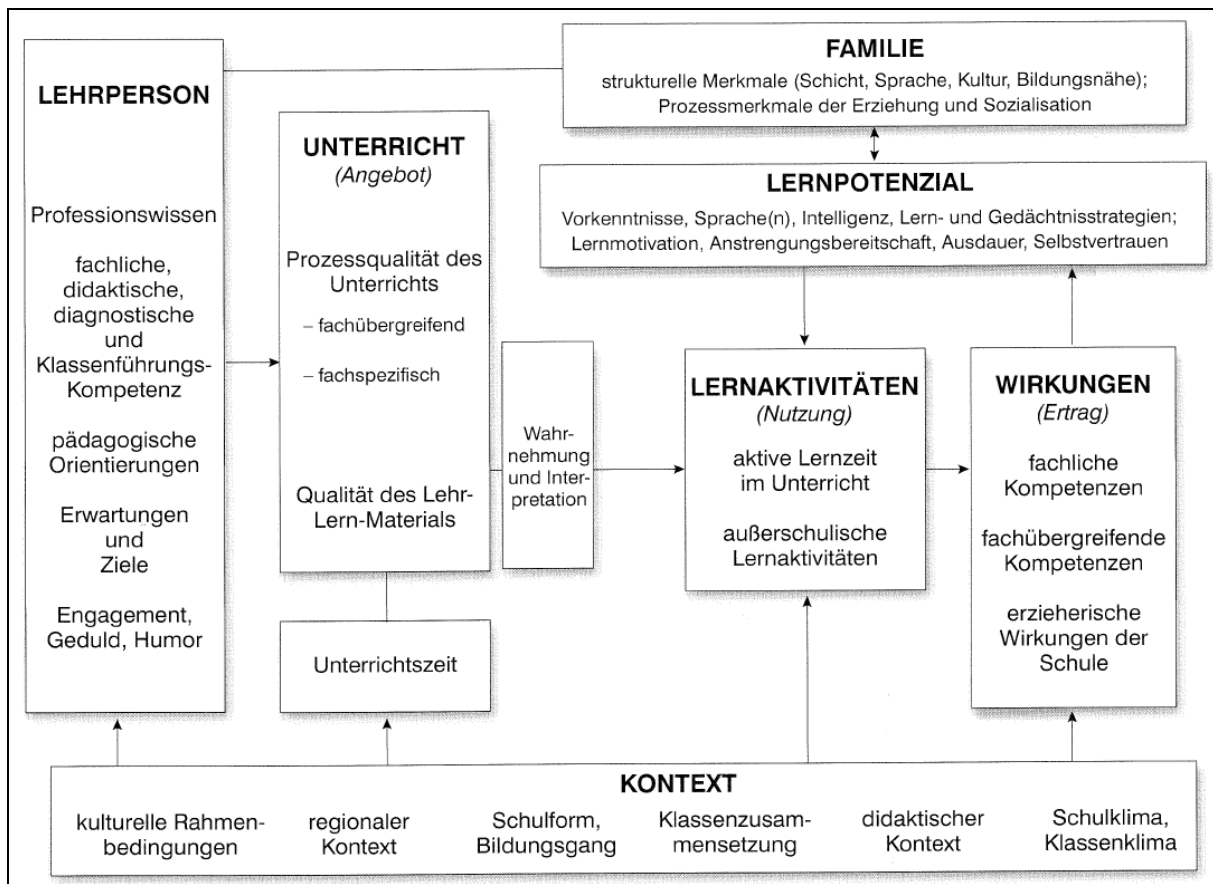 LEHRPERSON
Professionswissen
fachliche,
didaktische,
diagnostische
und
Klassenführungs-
Kompetenz
pädagogische
Orientierungen
Erwartungen
und
Ziele
Engagement,
Geduld, Humor
UNTERRICHT
(Angebot)
Prozessqualität des
Unterrichts
– fachübergreifend
– fachspezifisch
Qualität des Lehr-
Lern-Materials
Unterrichtszeit
Wahr-
nehmung
und Inter-
pretation
FAMILIE
strukturelle Merkmale (Schicht, Sprache, Kultur, Bildungsnähe);
Prozessmerkmale der Erziehung und Sozialisation
LERNPOTENZIAL
Vorkenntnisse, Sprache(n), Intelligenz, Lern- und Gedächtnisstrategien;
Lernmotivation, Anstrengungsbereitschaft, Ausdauer, Selbstvertrauen
LERNAKTIVITÄTEN
(Nutzung)
aktive Lernzeit
im Unterricht
außerschulische
Lernaktivitäten
WIRKUNGEN
(Ertrag)
fachliche
Kompetenzen
fachübergreifende
Kompetenzen
erzieherische
Wirkungen der
Schule
KONTEXT
kulturelle Rahmen-
bedingungen
regionaler
Kontext
Schulform,
Bildungsgang
Klassenzusam-
mensetzung
didaktischer
Kontext
Schulklima,
Klassenklima